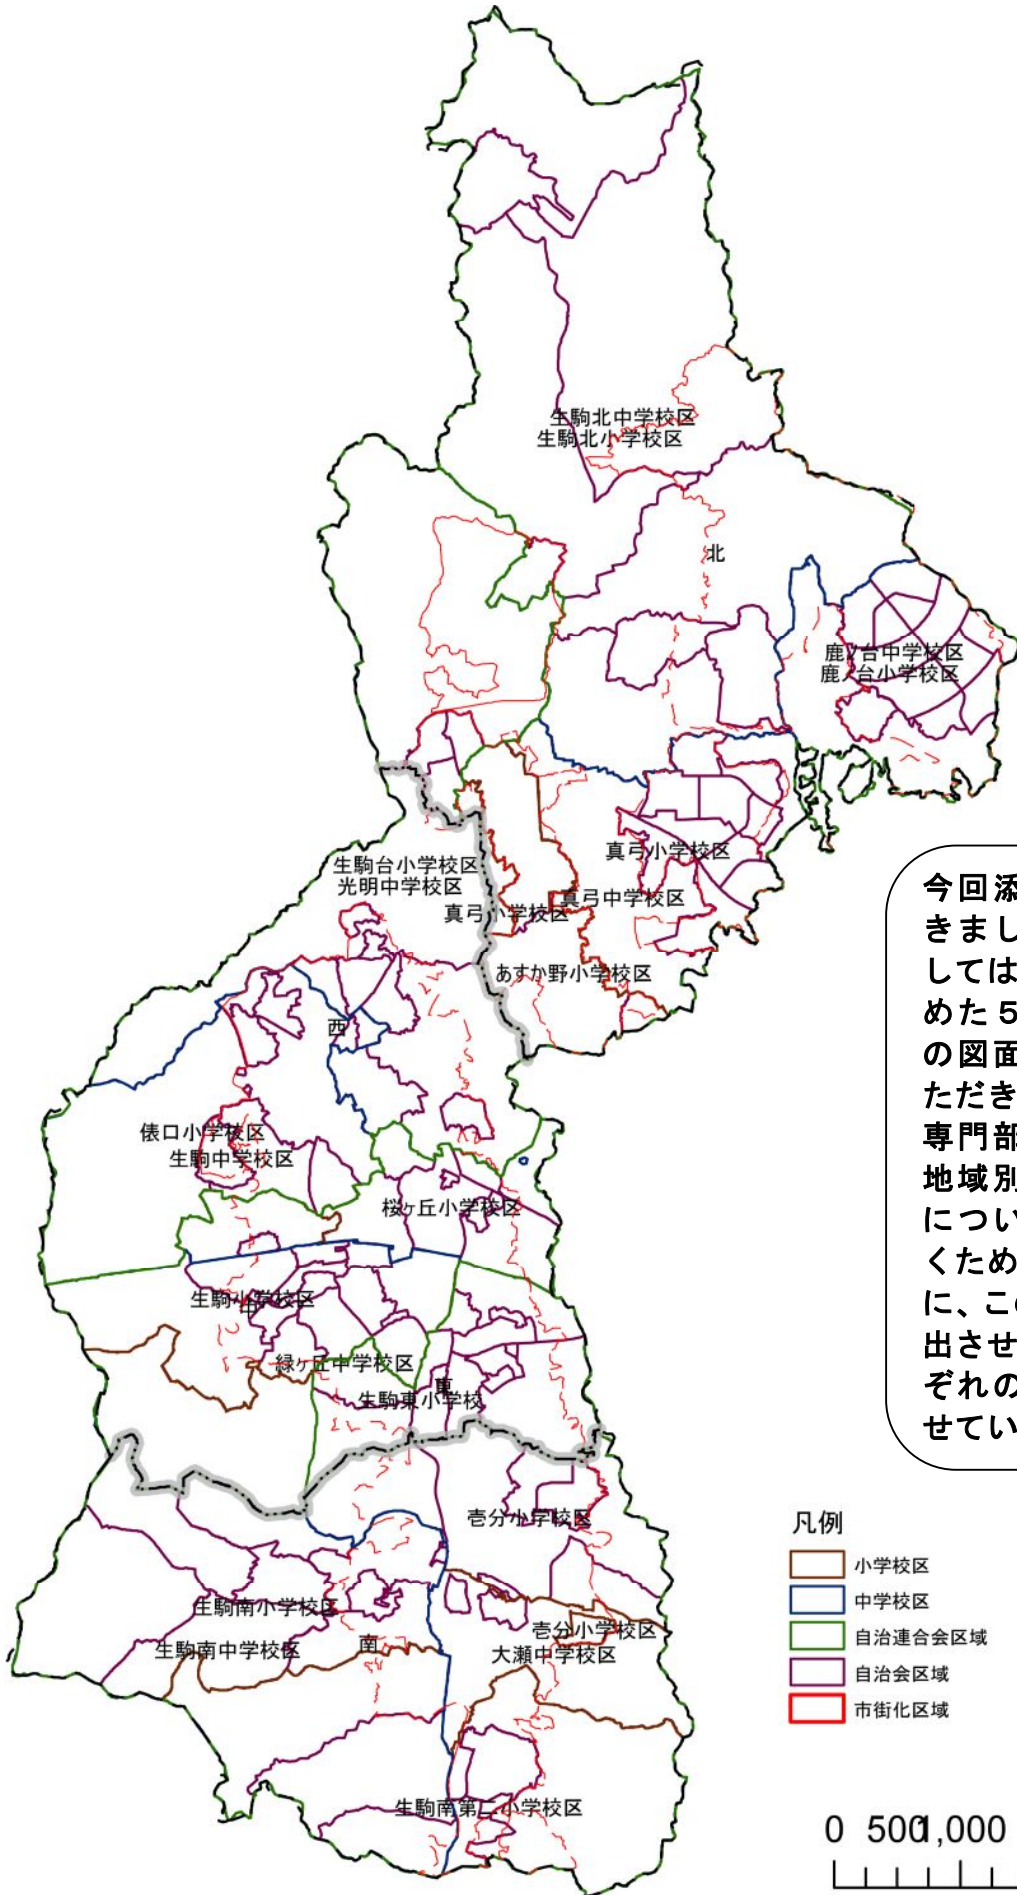 生駒北中学校区
生駒北小学校区
北
鹿ノ台中学校区
鹿ノ台小学校区
真弓小学校区
生駒台小学校区
光明中学校区
真弓中学校区
真弓小学校区
あすか野小学校区
西
俵口小学校区
生駒中学校区
桜ヶ丘小学校区
生駒小学校区
中
緑ヶ丘中学校区
東
生駒東小学校
壱分小学校区
生駒南小学校区
壱分小学校区
南
生駒南中学校区
大瀬中学校区
生駒南第二小学校区
今回添
きまし
しては
めた5
の図面
ただき
専門部
地域別
につい
くため
に、この
出させ
ぞれの
せてい
凡例
小学校区
中学校区
自治連合会区域
自治会区域
市街化区域
0 500 1,000